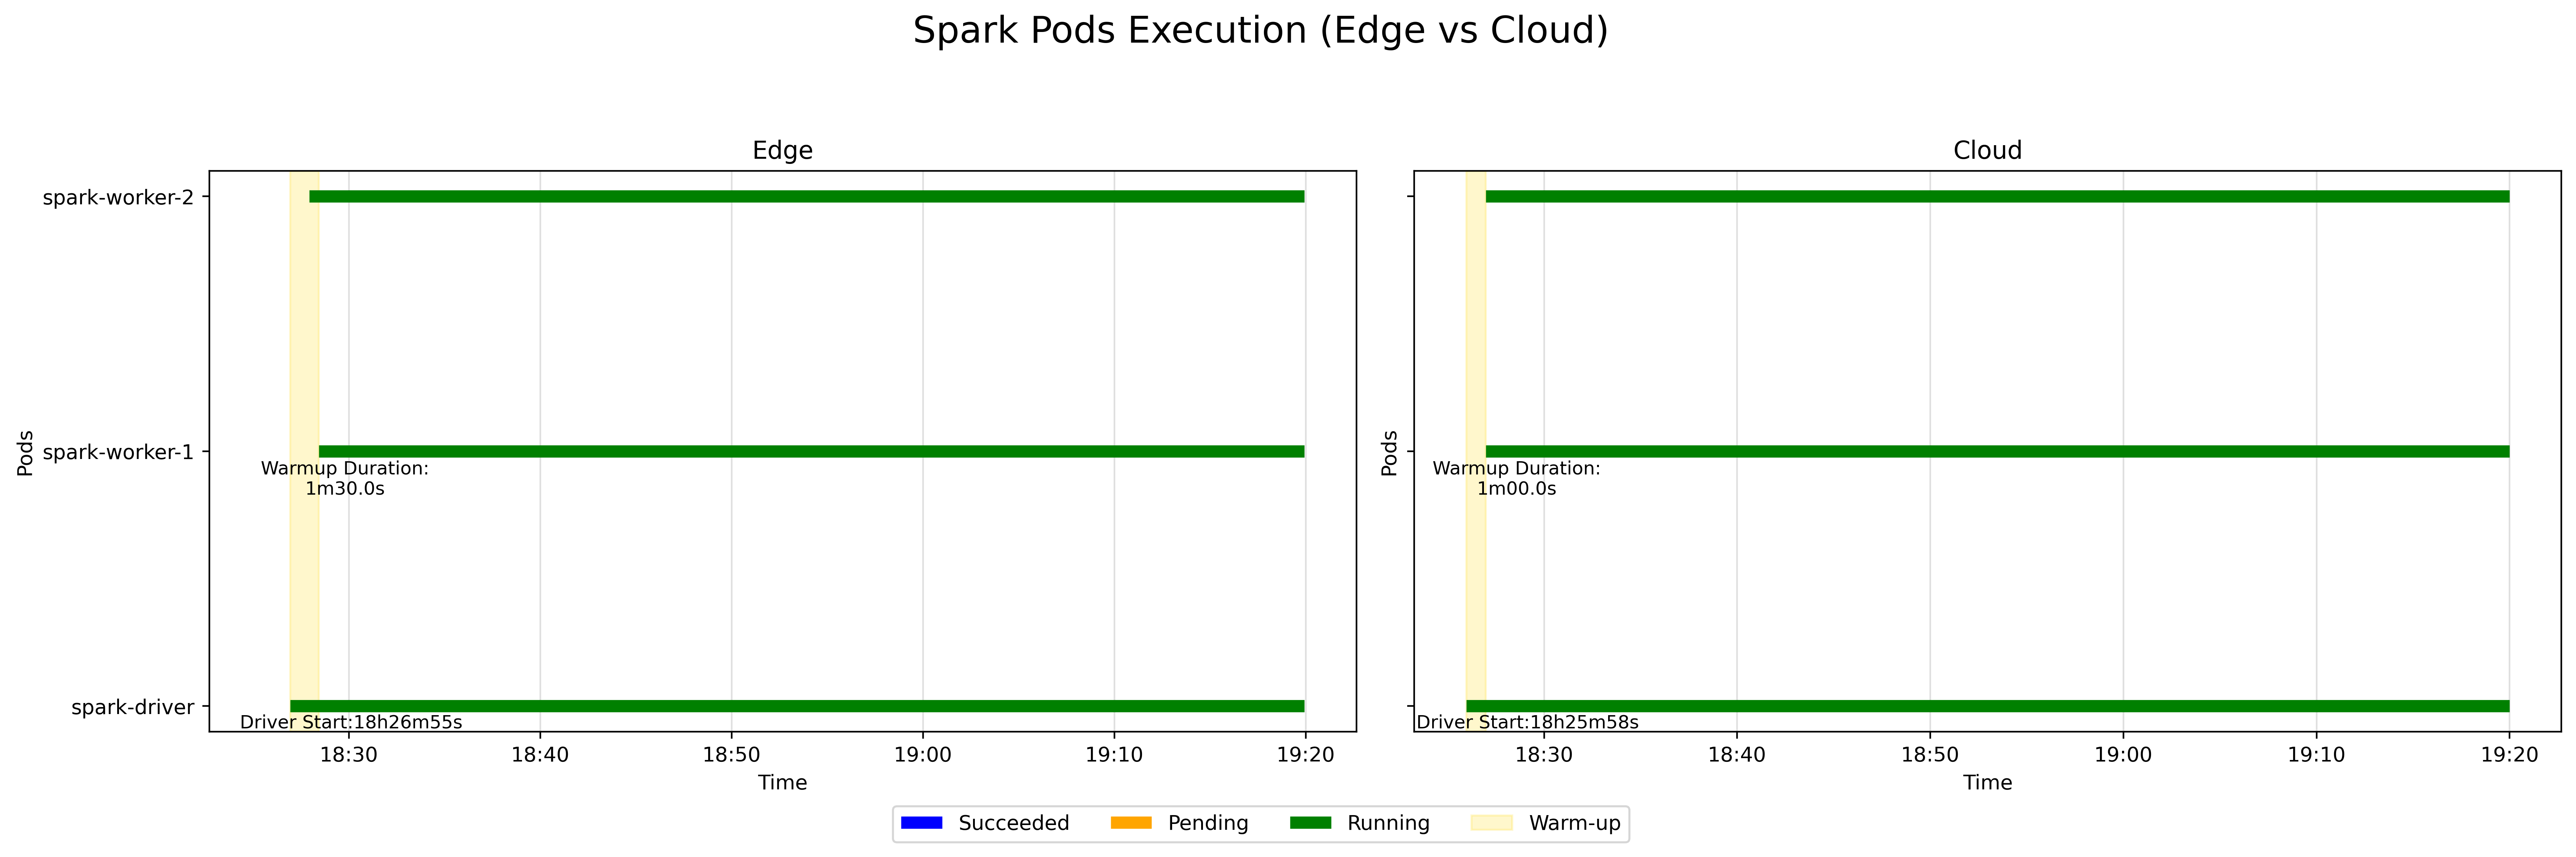 Spark Pods Execution (Edge vs Cloud)
Edge
Pods
spark-worker-2
spark-worker-1
spark-driver
Warmup Duration:
1m30.0s
Driver Start:18h26m55s
18:30
18:40
18:50
19:00
19:10
19:20
Time
Cloud
Pods
Warmup Duration:
1m00.0s
Driver Start:18h25m58s
18:30
18:40
18:50
19:00
19:10
19:20
Time
Succeeded
Pending
Running
Warm-up